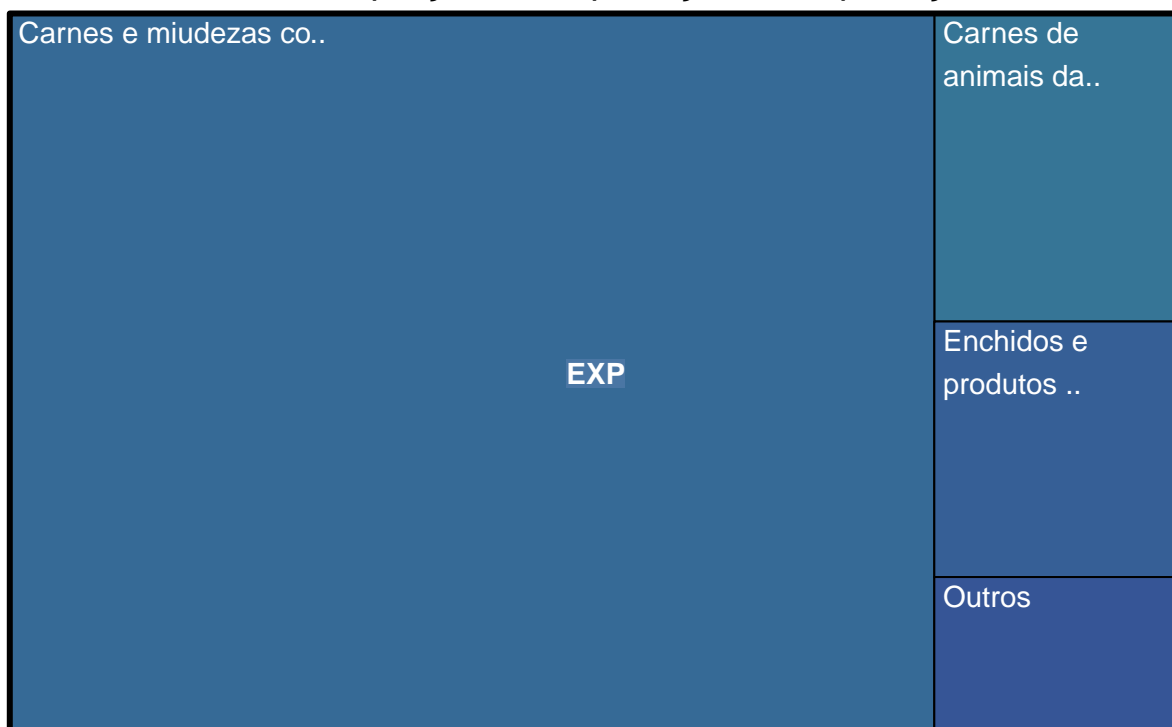 Carnes e miudezas co..
Carnes de
animais da..
EXP
Enchidos e
produtos ..
Outros